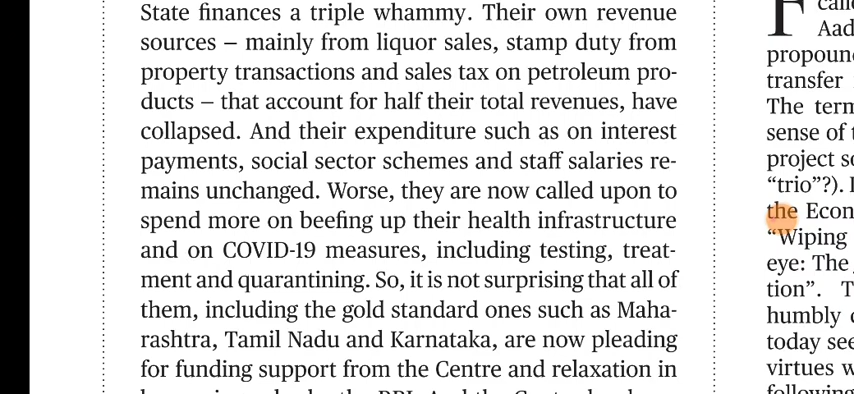 State finances a triple whammy. Their own revenue
sources – mainly from liquor sales, stamp duty from
property transactions and sales tax on petroleum pro-
ducts – that account for half their total revenues, have
collapsed. And their expenditure such as on interest
payments, social sector schemes and staff salaries re-
mains unchanged. Worse, they are now called upon to
spend more on beefing up their health infrastructure
and on COVID-19 measures, including testing, treat-
ment and quarantining. So, it is not surprising that all of
them, including the gold standard ones such as Maha-
rashtra, Tamil Nadu and Karnataka, are now pleading
for funding support from the Centre and relaxation in
F
Aad
propoun
transfer
The term
sense of t
project so
“trio”?). I
the Econ
“Wiping
eye: The
tion”. T
humbly c
today see
virtues w
following